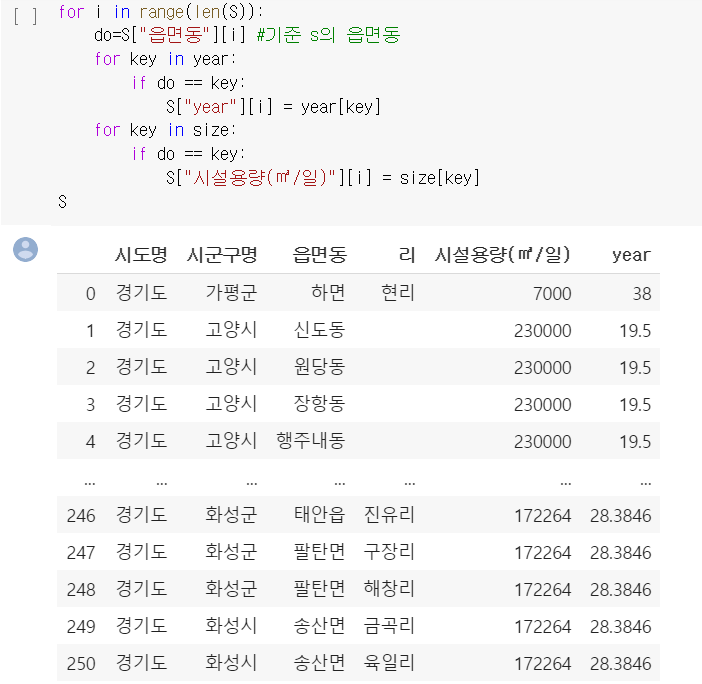 [ ] for i in range(len(S)):
do=S["읍면동"][i] #기준 s의 읍면동
for key in year:
if do == key:
S["year"][i] = year[key]
for key in size:
if do == key:
S["시설용량(㎥/일)"][i] = size[key]
S
시도명 시군구명 읍면동 리 시설용량(㎥/일) year
0 경기도 가평군 하면 현리 7000 38
1 경기도 고양시 신도동 230000 19.5
2 경기도 고양시 원당동 230000 19.5
3 경기도 고양시 장항동 230000 19.5
4 경기도 고양시 행주내동 230000 19.5
... ... ... ... ... ... ...
246 경기도 화성군 태안읍 진유리 172264 28.3846
247 경기도 화성군 팔탄면 구장리 172264 28.3846
248 경기도 화성군 팔탄면 해창리 172264 28.3846
249 경기도 화성시 송산면 금곡리 172264 28.3846
250 경기도 화성시 송산면 육일리 172264 28.3846